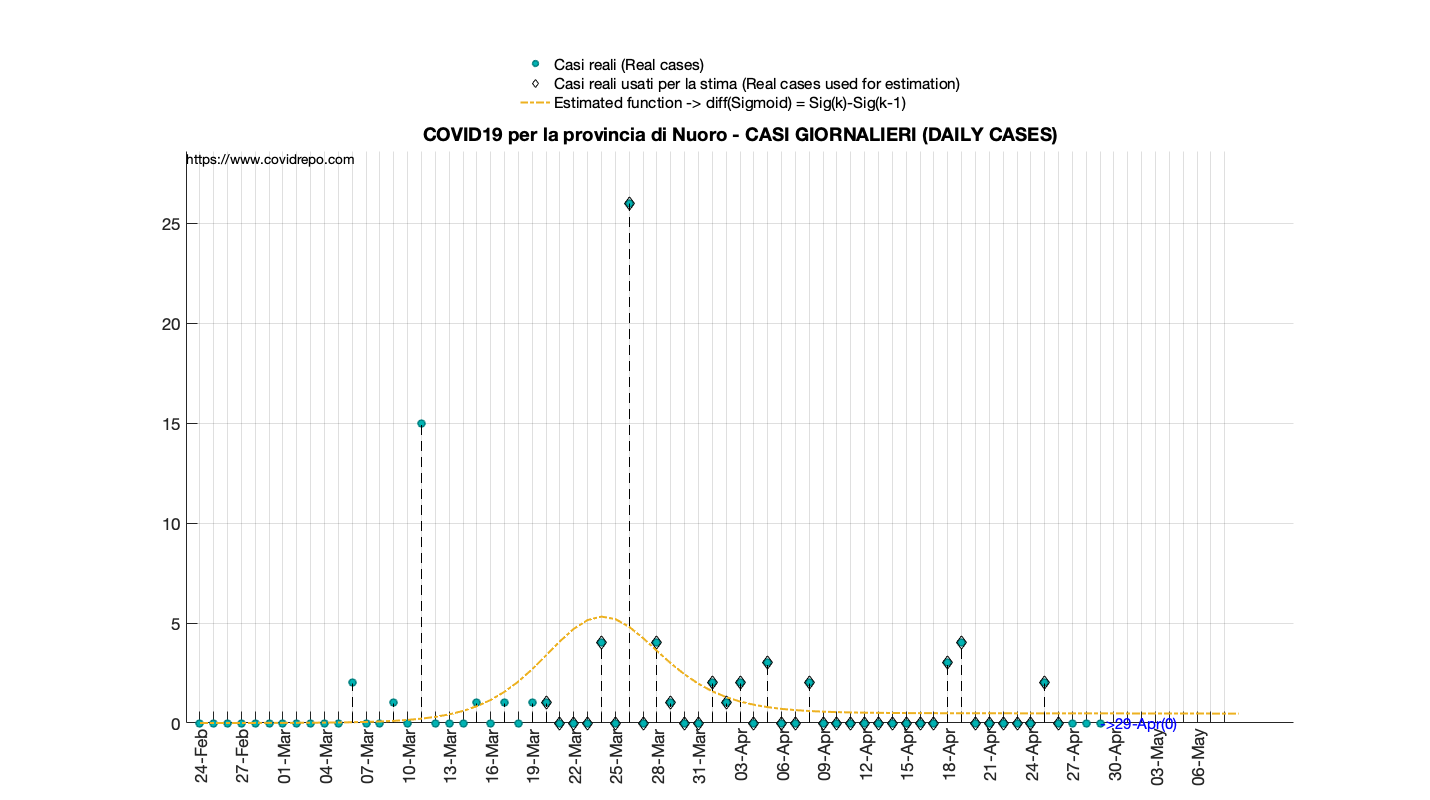 Casi reali (Real cases)
Casi reali usati per la stima (Real cases used for estimation)
Estimated function -> diff(Sigmoid) = Sig(k)-Sig(k-1)
COVID19 per la provincia di Nuoro - CASI GIORNALIERI (DAILY CASES)
https://www.covidrepo.com
25
20
15
10
5
0
->29-Apr(0)
24-Feb
27-Feb
01-Mar
04-Mar
07-Mar
10-Mar
13-Mar
16-Mar
19-Mar
22-Mar
25-Mar
28-Mar
31-Mar
03-Apr
06-Apr
09-Apr
12-Apr
15-Apr
18-Apr
21-Apr
24-Apr
27-Apr
30-Apr
03-May
06-May